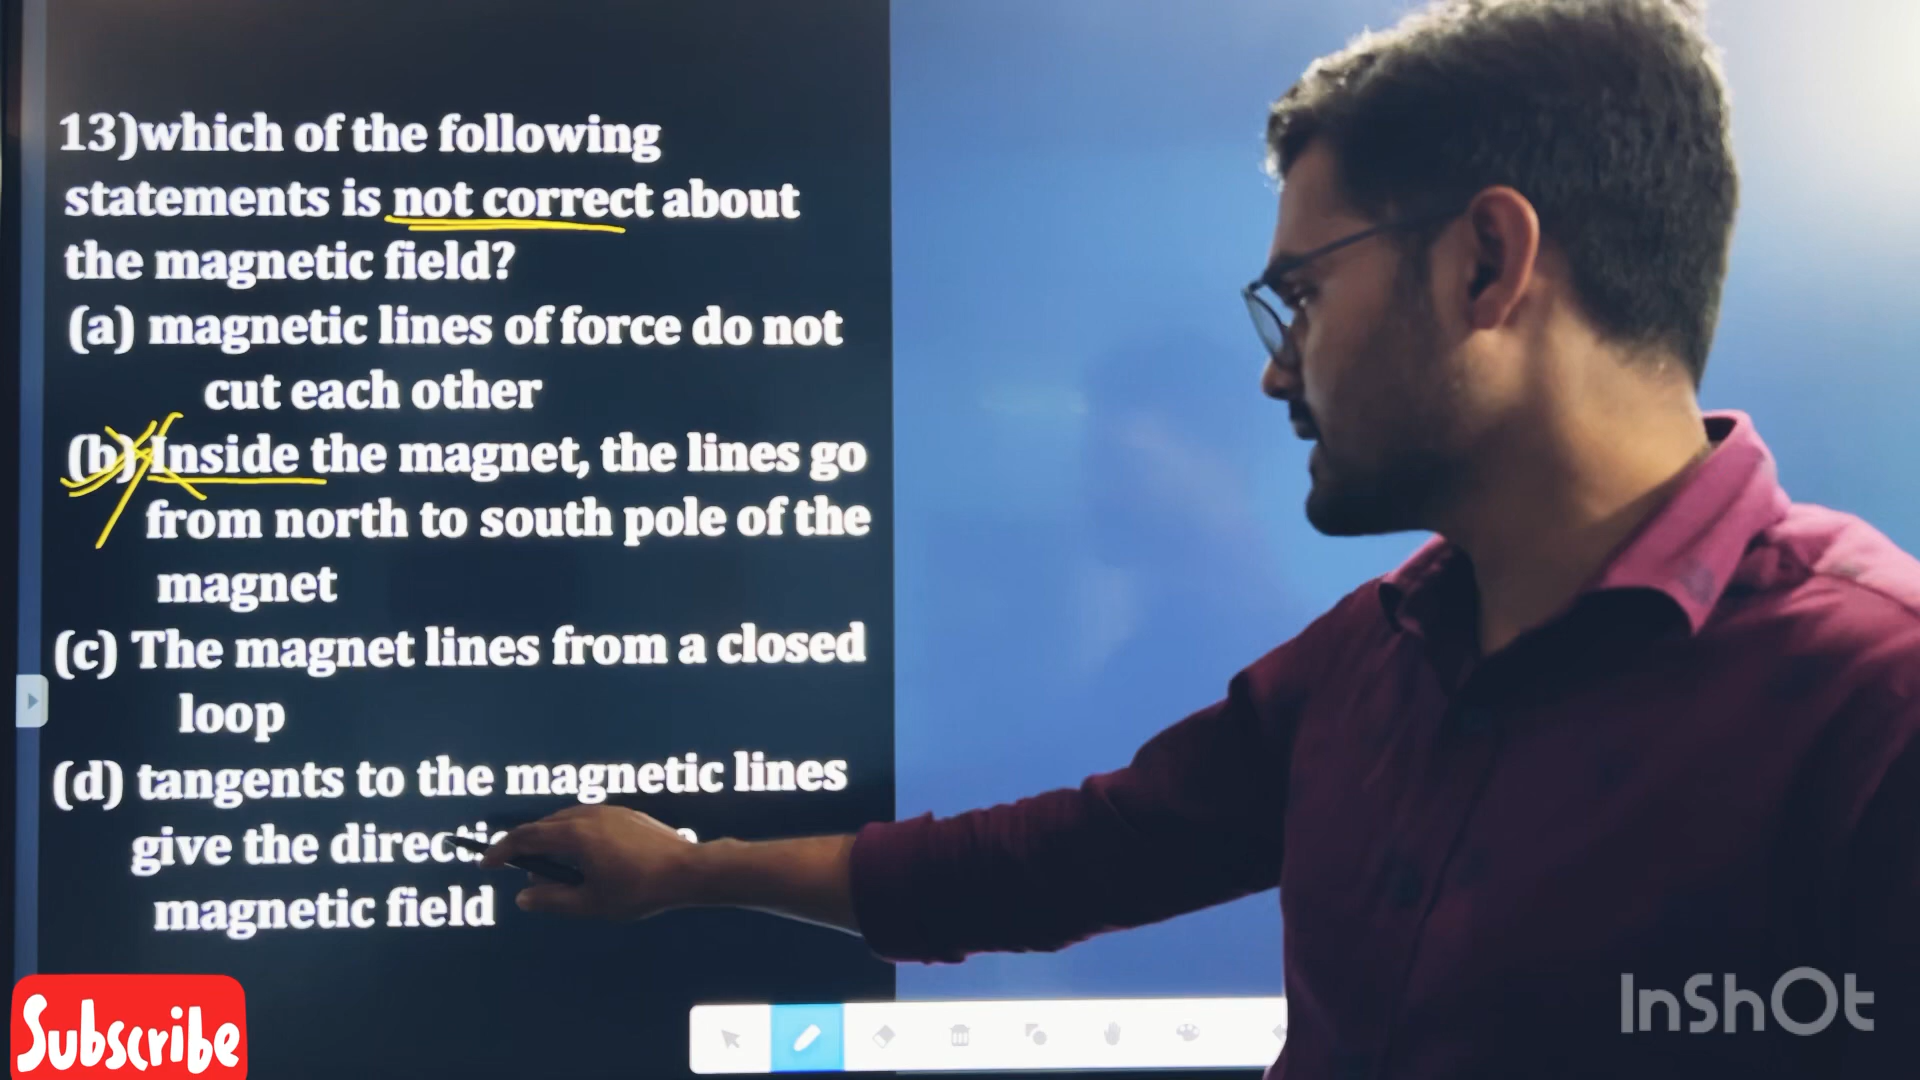 13)which of the following
statements is not correct about
the magnetic field?
(a) magnetic lines of force do not
cut each other
(b) Inside the magnet, the lines go
from north to south pole of the
magnet
(c) The magnet lines from a closed
loop
(d) tangents to the magnetic lines
give the
magnetic field
Subscribe
InShOt